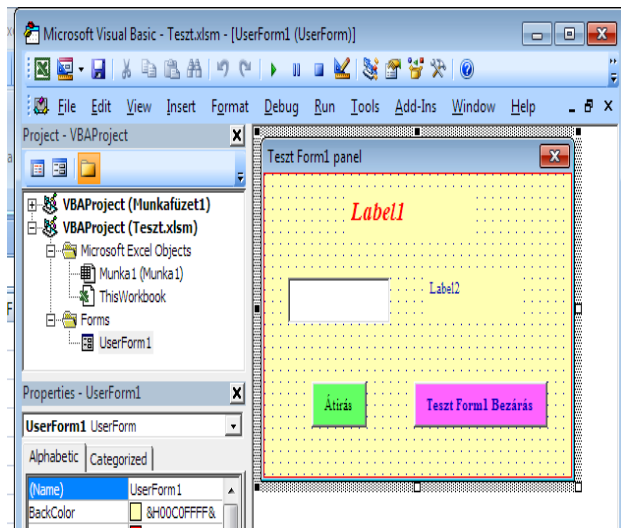 Microsoft Visual Basic - Teszt.xlsm - [UserForm1 (UserForm)]
File Edit View Insert Format Debug Run Tools Add-Ins Window Help
Project - VBAProject
VBAProject (Munkafüzet1)
VBAProject (Teszt.xlsm)
Microsoft Excel Objects
Munka1 (Munka1)
ThisWorkbook
Forms
UserForm1
Properties - UserForm1
UserForm1 UserForm
Alphabetic Categorized
(Name) UserForm1
BackColor &H00C0FFFF&
Teszt Form1 panel
Label1
Label2
Átírás
Teszt Form1 Bezárás